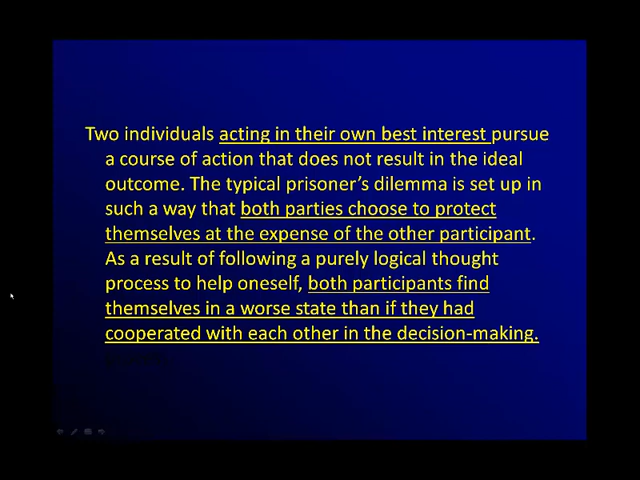 Two individuals acting in their own best interest pursue
a course of action that does not result in the ideal
outcome. The typical prisoner’s dilemma is set up in
such a way that both parties choose to protect
themselves at the expense of the other participant.
As a result of following a purely logical thought
process to help oneself, both participants find
themselves in a worse state than if they had
cooperated with each other in the decision-making.